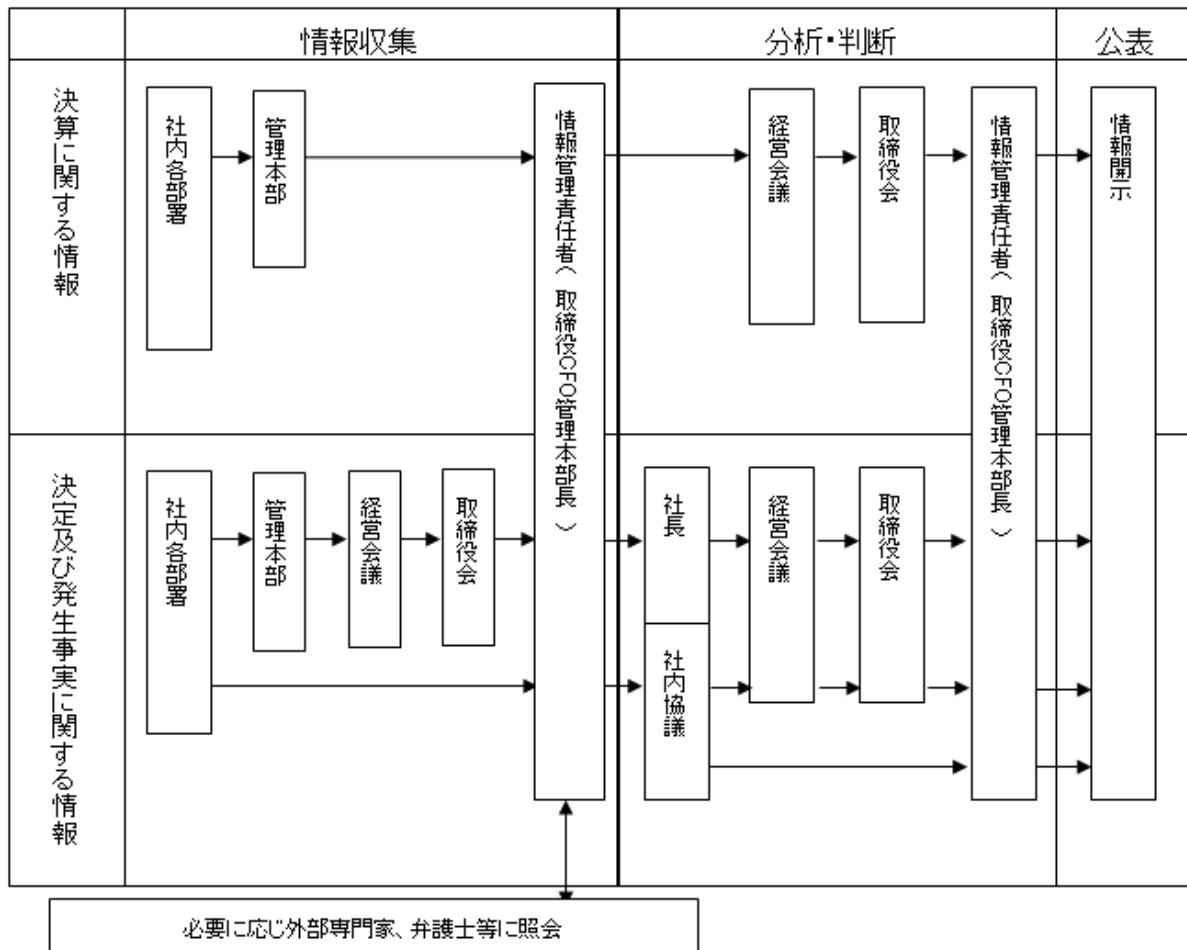 情報収集
分析・判断
公表
決算に関する情報
社内各部署
管理本部
情報管理責任者（取締役CFO管理本部長）
経営会議
取締役会
情報管理責任者（取締役CFO管理本部長）
情報開示
決定及び発生事実に関する情報
社内各部署
管理本部
経営会議
取締役会
社長
社内協議
経営会議
取締役会
必要に応じ外部専門家、弁護士等に照会